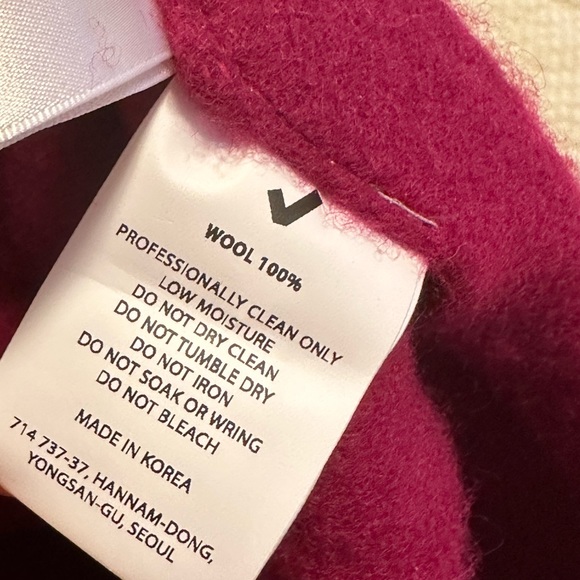 WOOL 100%
PROFESSIONALLY CLEAN ONLY
LOW MOISTURE
DO NOT DRY CLEAN
DO NOT TUMBLE DRY
DO NOT IRON
DO NOT SOAK OR WRING
DO NOT BLEACH
MADE IN KOREA
714 737-37, HANNAM-DONG,
YONGSAN-GU, SEOUL